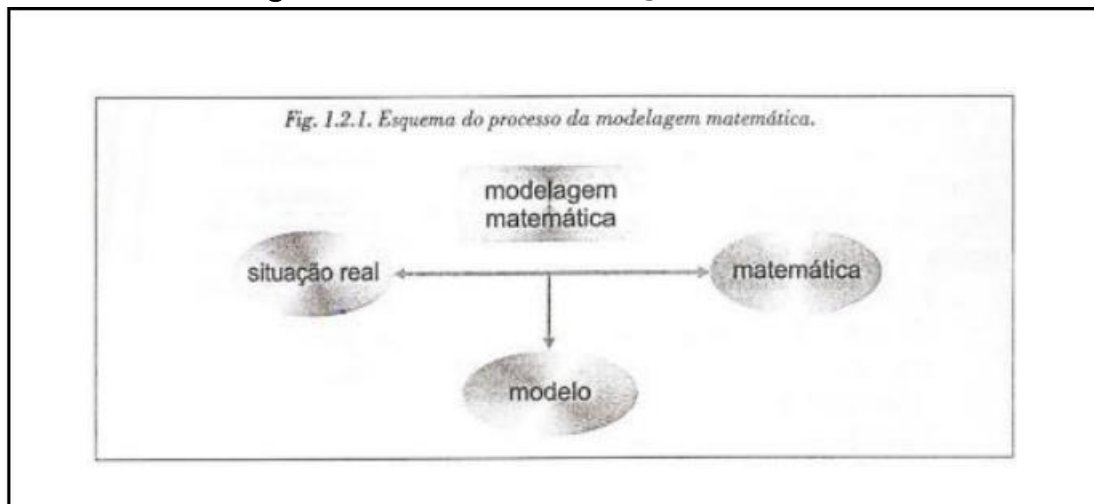 Fig. 1.2.1. Esquema do processo da modelagem matemática.
modelagem
matemática
situação real
matemática
modelo